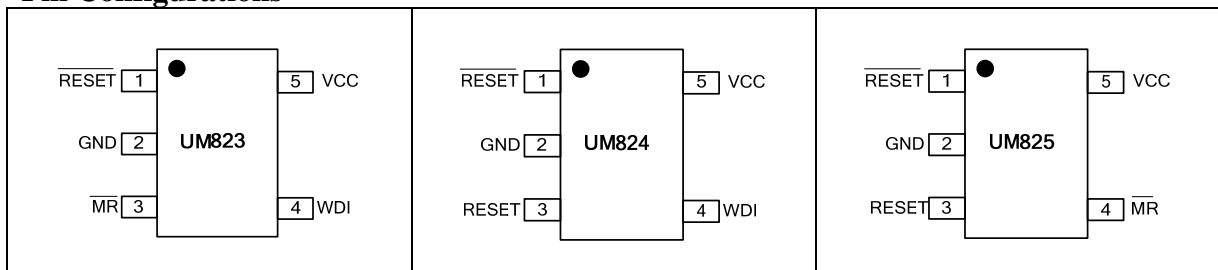 RESET 1 5 VCC
GND 2 UM823
MR 3 4 WDI
RESET 1 5 VCC
GND 2 UM824
RESET 3 4 WDI
RESET 1 5 VCC
GND 2 UM825
RESET 3 4 MR